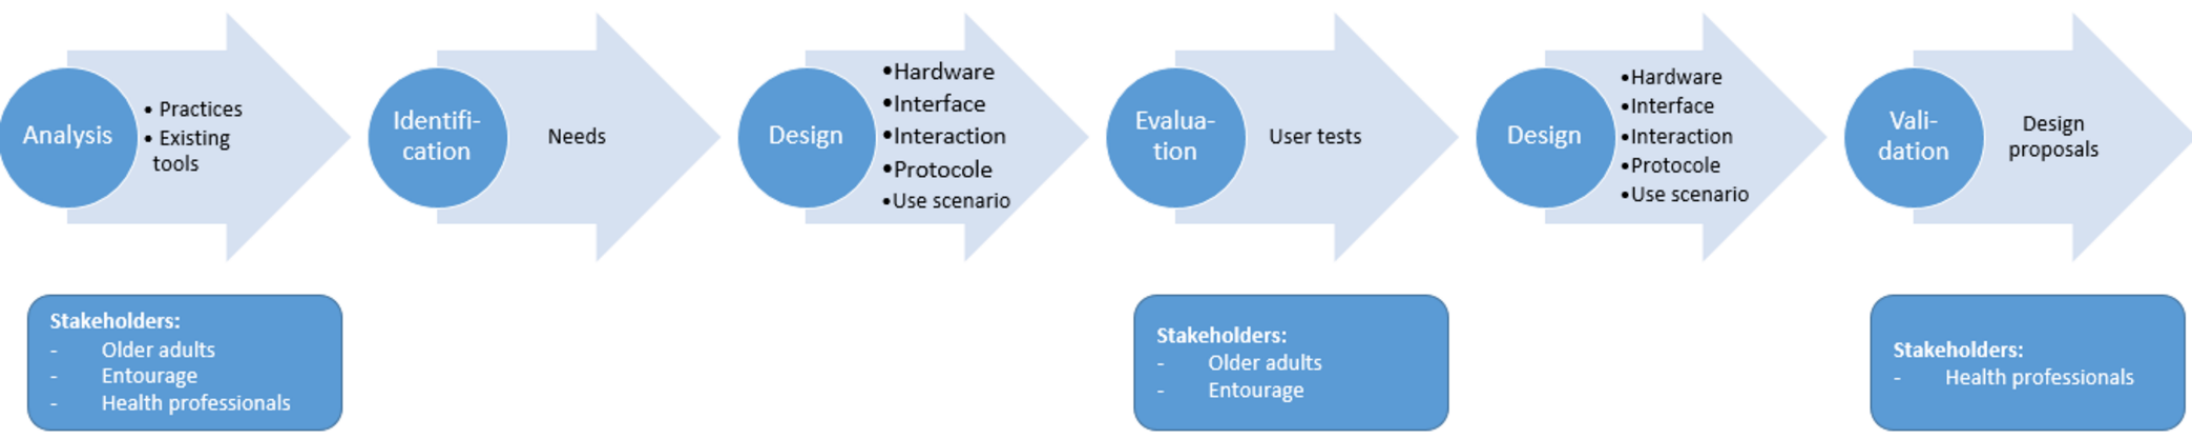 Analysis
• Practices
• Existing
tools
Identifi-
cation
Needs
Design
•Hardware
•Interface
•Interaction
•Protocole
•Use scenario
Evalua-
tion
User tests
Design
•Hardware
•Interface
•Interaction
•Protocole
•Use scenario
Vali-
dation
Design
proposals
Stakeholders:
- Older adults
- Entourage
- Health professionals
Stakeholders:
- Older adults
- Entourage
Stakeholders:
- Health professionals